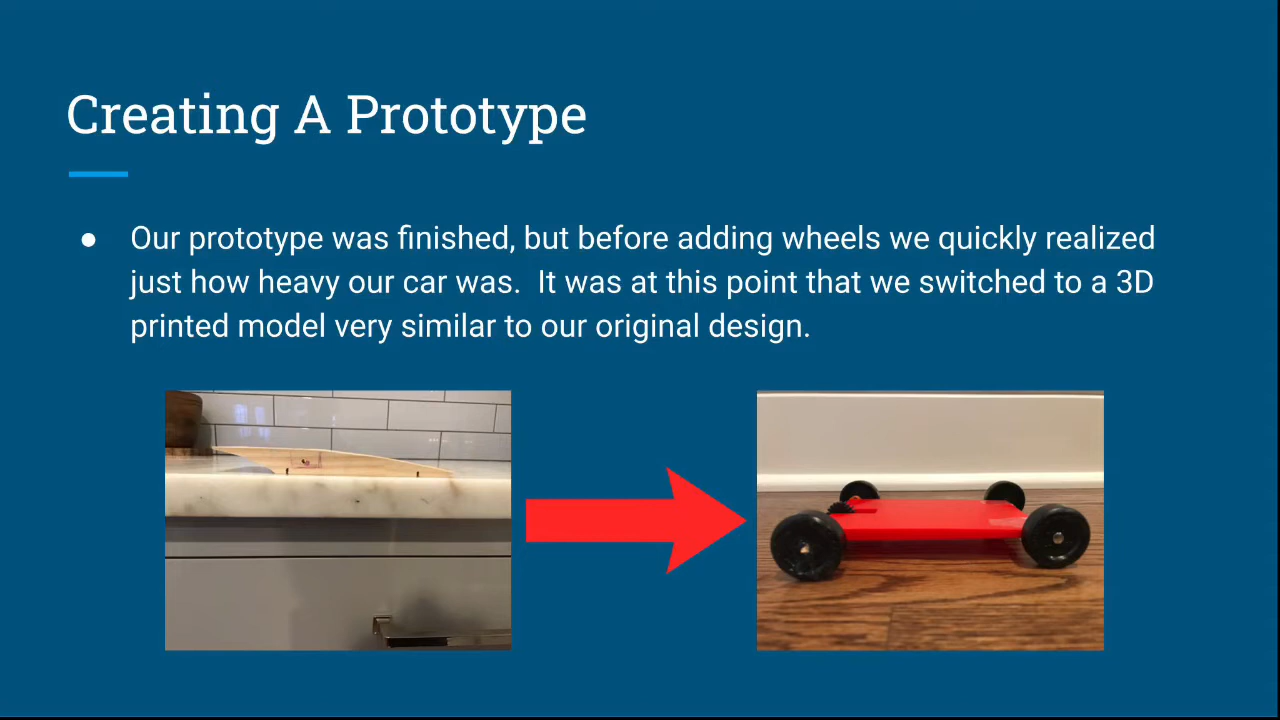 Creating A Prototype
● Our prototype was finished, but before adding wheels we quickly realized
just how heavy our car was.  It was at this point that we switched to a 3D
printed model very similar to our original design.